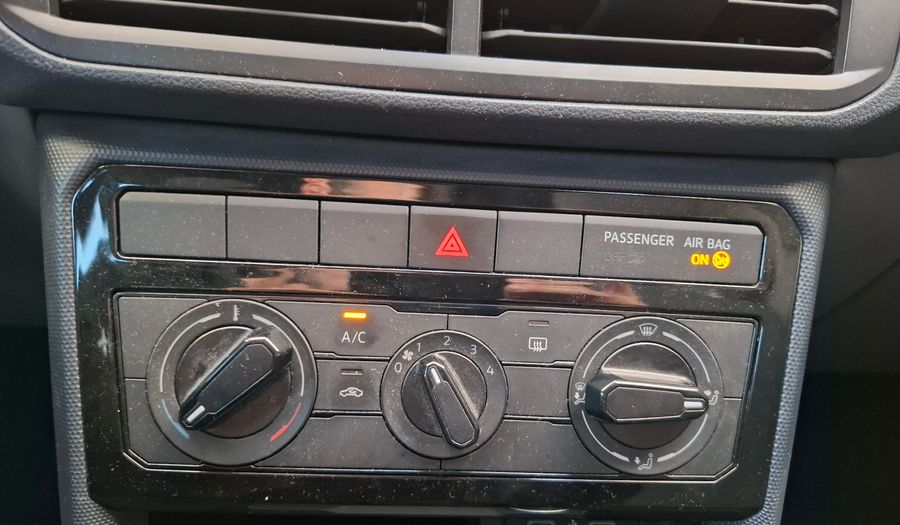 PASSENGER AIR BAG
ON
A/C
0 1 2 3 4